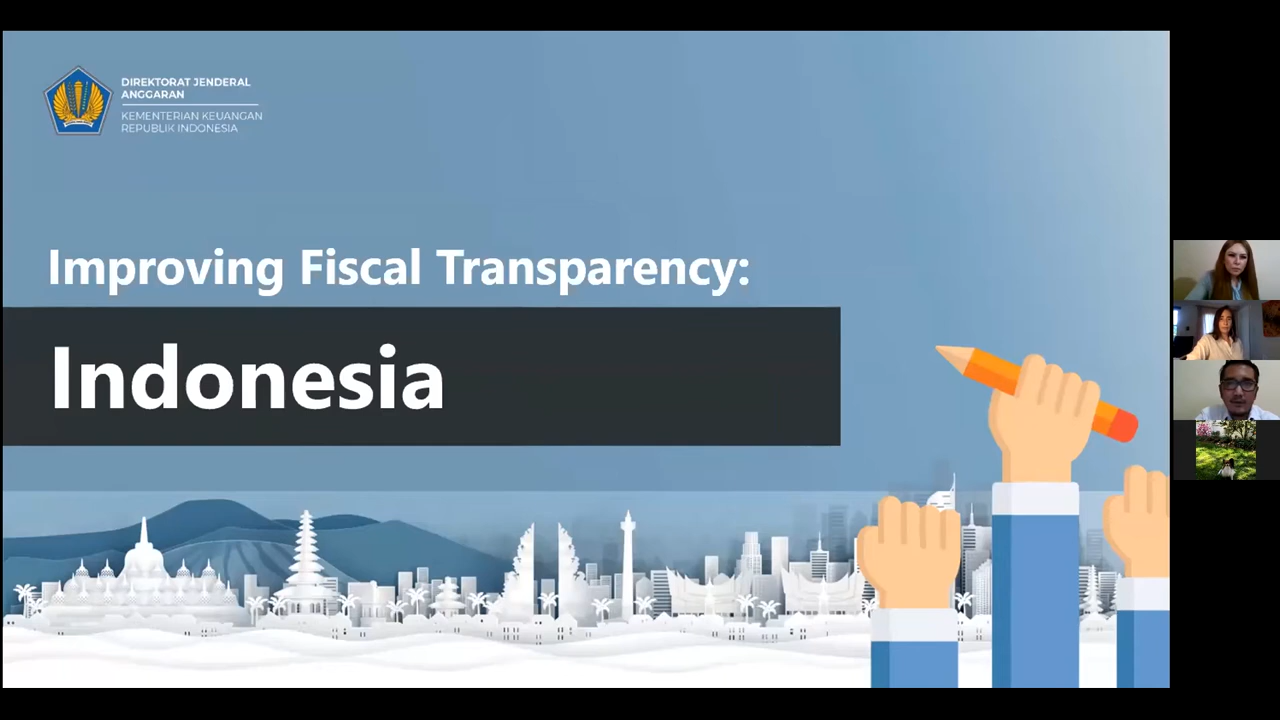 DIREKTORAT JENDERAL
ANGGARAN
KEMENTERIAN KEUANGAN
REPUBLIK INDONESIA
Improving Fiscal Transparency:
Indonesia